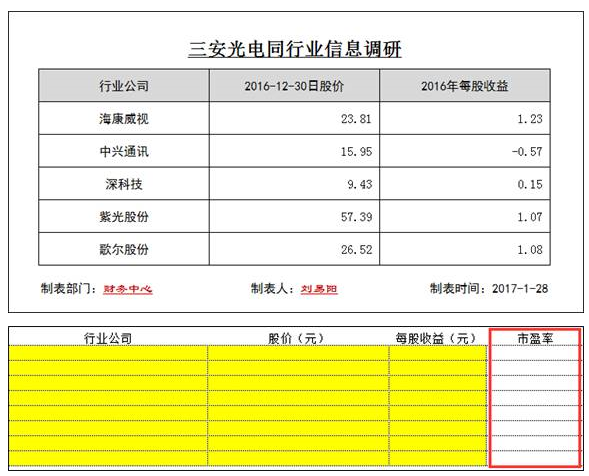 三安光电同行业信息调研
行业公司 2016-12-30日股价 2016年每股收益
海康威视 23.81 1.23
中兴通讯 15.95 -0.57
深科技 9.43 0.15
紫光股份 57.39 1.07
歌尔股份 26.52 1.08
制表部门：财务中心 制表人：刘易阳 制表时间：2017-1-28
行业公司 股价（元） 每股收益（元） 市盈率